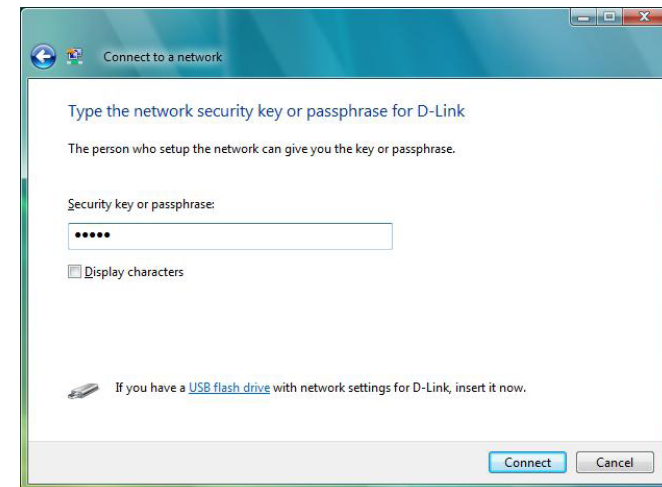 Connect to a network
Type the network security key or passphrase for D-Link
The person who setup the network can give you the key or passphrase.
Security key or passphrase:
•••••
Display characters
If you have a USB flash drive with network settings for D-Link, insert it now.
Connect Cancel